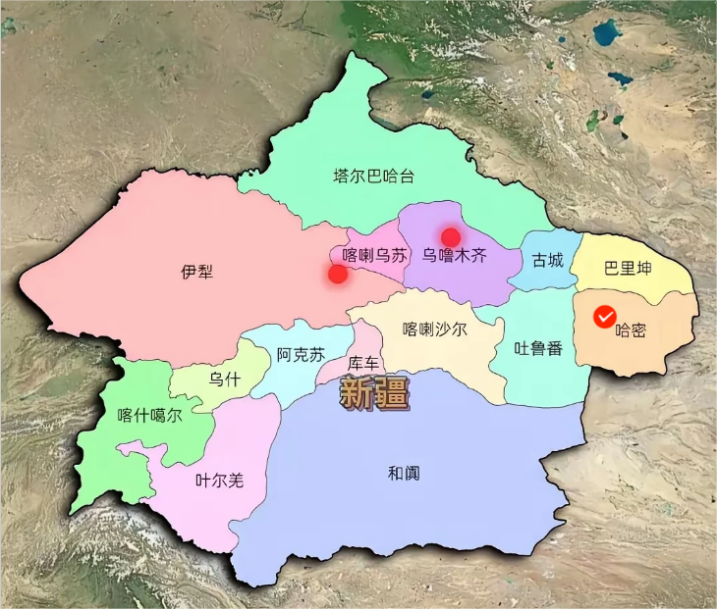 塔尔巴哈台
喀喇乌苏
乌鲁木齐
古城
巴里坤
伊犁
哈密
喀喇沙尔
吐鲁番
阿克苏
库车
乌什
新疆
喀什噶尔
叶尔羌
和阗